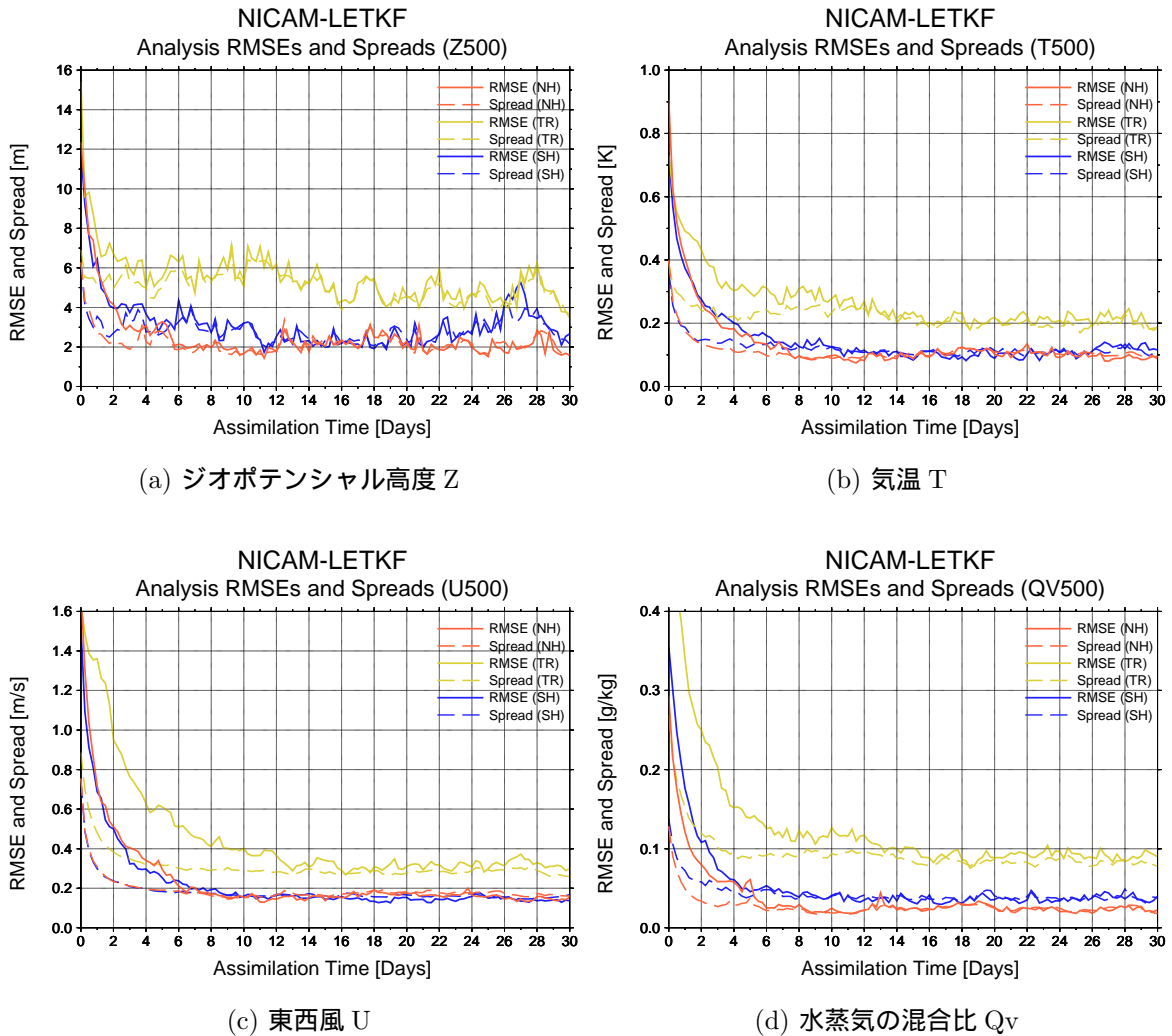 NICAM-LETKF
Analysis RMSEs and Spreads (Z500)
RMSE and Spread [m]
16
14
12
10
8
6
4
2
0
RMSE (NH)
Spread (NH)
RMSE (TR)
Spread (TR)
RMSE (SH)
Spread (SH)
0 2 4 6 8 10 12 14 16 18 20 22 24 26 28 30
Assimilation Time [Days]
(a) ジオポテンシャル高度 Z
NICAM-LETKF
Analysis RMSEs and Spreads (T500)
RMSE and Spread [K]
1.0
0.8
0.6
0.4
0.2
0.0
RMSE (NH)
Spread (NH)
RMSE (TR)
Spread (TR)
RMSE (SH)
Spread (SH)
0 2 4 6 8 10 12 14 16 18 20 22 24 26 28 30
Assimilation Time [Days]
(b) 気温 T
NICAM-LETKF
Analysis RMSEs and Spreads (U500)
RMSE and Spread [m/s]
1.6
1.4
1.2
1.0
0.8
0.6
0.4
0.2
0.0
RMSE (NH)
Spread (NH)
RMSE (TR)
Spread (TR)
RMSE (SH)
Spread (SH)
0 2 4 6 8 10 12 14 16 18 20 22 24 26 28 30
Assimilation Time [Days]
(c) 東西風 U
NICAM-LETKF
Analysis RMSEs and Spreads (QV500)
RMSE and Spread [g/kg]
0.4
0.3
0.2
0.1
0.0
RMSE (NH)
Spread (NH)
RMSE (TR)
Spread (TR)
RMSE (SH)
Spread (SH)
0 2 4 6 8 10 12 14 16 18 20 22 24 26 28 30
Assimilation Time [Days]
(d) 水蒸気の混合比 Qv